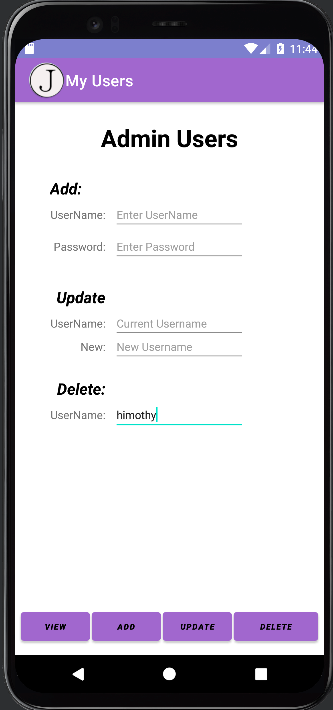 11:44
J My Users
Admin Users
Add:
UserName: Enter UserName
Password: Enter Password
Update
UserName: Current Username
New: New Username
Delete:
UserName: himothy
VIEW ADD UPDATE DELETE